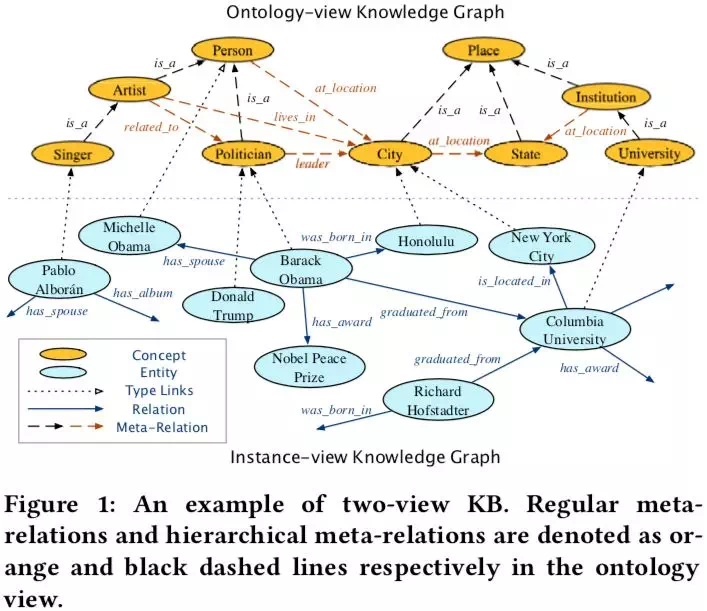 Ontology-view Knowledge Graph
Person
Place
is_a
is_a
Artist
at_location
Institution
is_a
is_a
is_a
is_a
lives_in
related_to
at_location
at_location
is_a
Singer
Politician
leader
City
State
University
Michelle
Obama
was_born_in
Honolulu
New York
City
has_spouse
Barack
Obama
Pablo
Alborán
has_album
has_spouse
Donald
Trump
is_located_in
graduated_from
Columbia
University
has_award
Nobel Peace
Prize
graduated_from
has_award
Richard
Hofstadter
was_born_in
Concept
Entity
Type Links
Relation
Meta-Relation
Instance-view Knowledge Graph
Figure 1: An example of two-view KB. Regular meta-
relations and hierarchical meta-relations are denoted as or-
ange and black dashed lines respectively in the ontology
view.